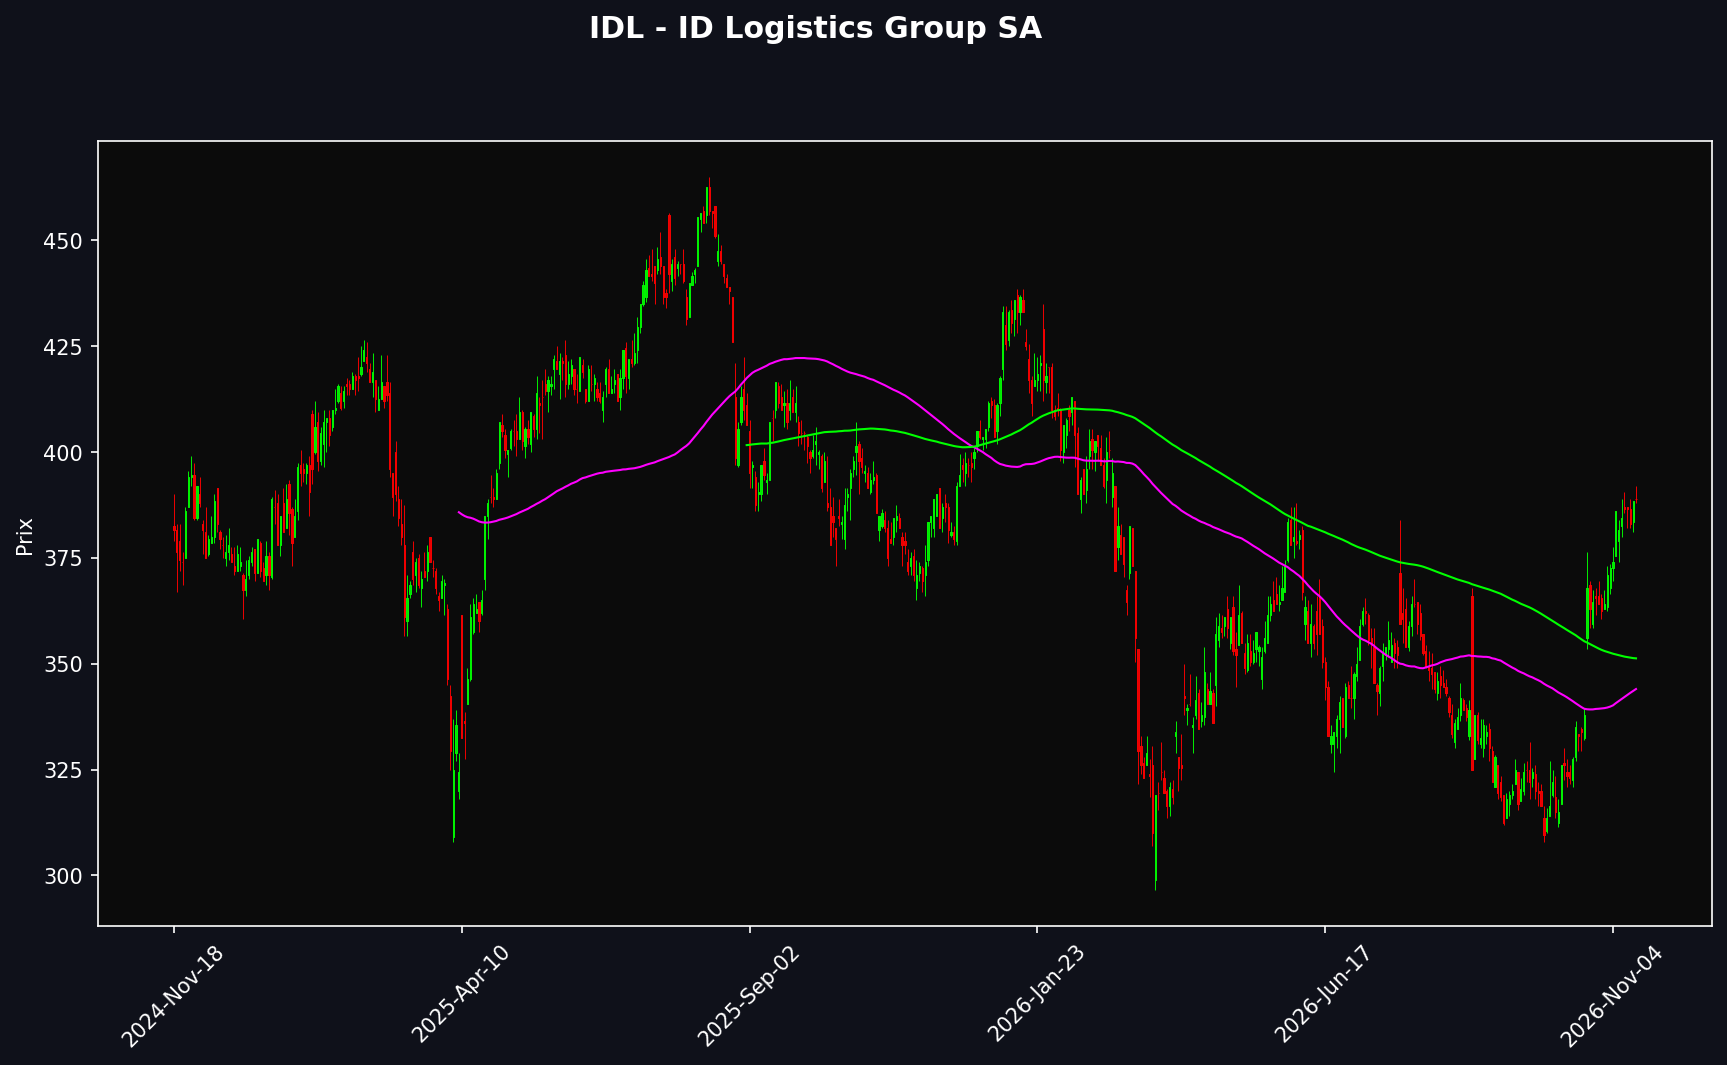 IDL - ID Logistics Group SA
Prix
450
425
400
375
350
325
300
2024-Nov-18
2025-Apr-10
2025-Sep-02
2026-Jan-23
2026-Jun-17
2026-Nov-04